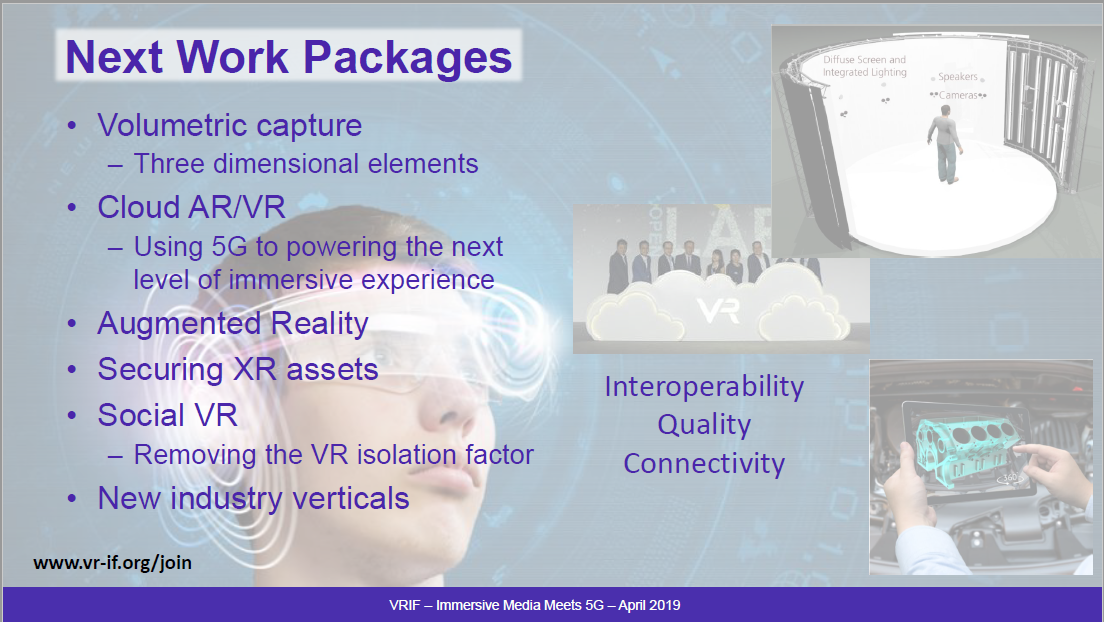 Next Work Packages
• Volumetric capture
– Three dimensional elements
• Cloud AR/VR
– Using 5G to powering the next
level of immersive experience
• Augmented Reality
• Securing XR assets
• Social VR
– Removing the VR isolation factor
• New industry verticals
www.vr-if.org/join
Diffuse Screen and
Integrated Lighting
Speakers
Cameras
VR
Interoperability
Quality
Connectivity
360°
VRIF – Immersive Media Meets 5G – April 2019